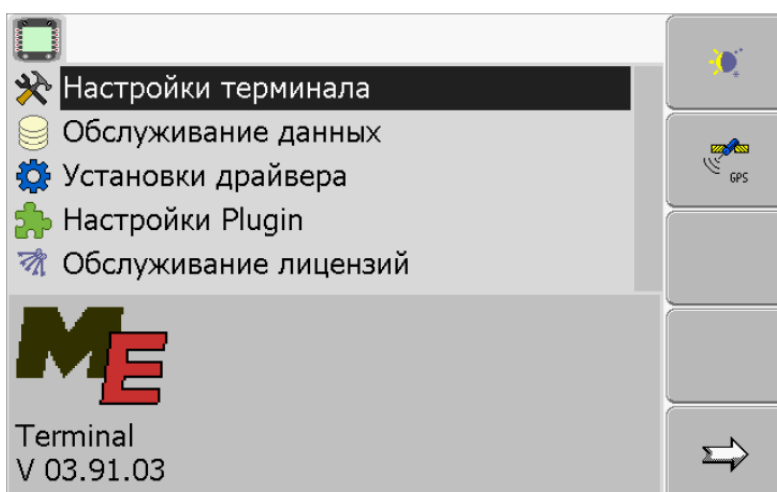 Настройки терминала
Обслуживание данных
Установки драйвера
Настройки Plugin
Обслуживание лицензий
GPS
ME
Terminal
V 03.91.03